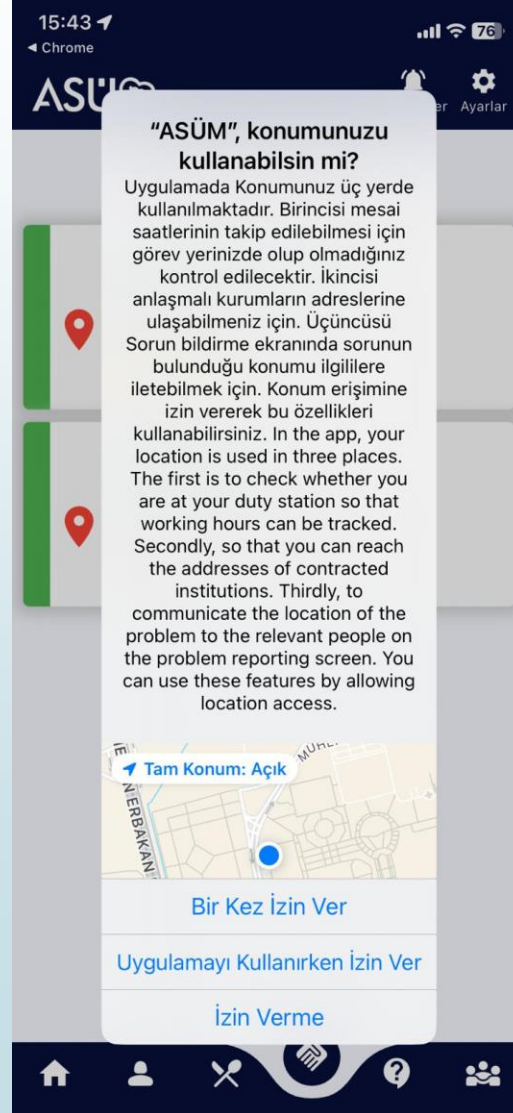 15:43
76
◀ Chrome
ASÜM
Ayarlar
“ASÜM”, konumunuzu
kullanabilsin mi?
Uygulamada Konumunuz üç yerde
kullanılmaktadır. Birincisi mesai
saatlerinin takip edilebilmesi için
görev yerinizde olup olmadığınız
kontrol edilecektir. İkincisi
anlaşmalı kurumların adreslerine
ulaşabilmeniz için. Üçüncüsü
Sorun bildirme ekranında sorunun
bulunduğu konumu ilgililere
iletebilmek için. Konum erişimine
izin vererek bu özellikleri
kullanabilirsiniz. In the app, your
location is used in three places.
The first is to check whether you
are at your duty station so that
working hours can be tracked.
Secondly, so that you can reach
the addresses of contracted
institutions. Thirdly, to
communicate the location of the
problem to the relevant people on
the problem reporting screen. You
can use these features by allowing
location access.
Tam Konum: Açık
ERBAKAN
Bir Kez İzin Ver
Uygulamayı Kullanırken İzin Ver
İzin Verme